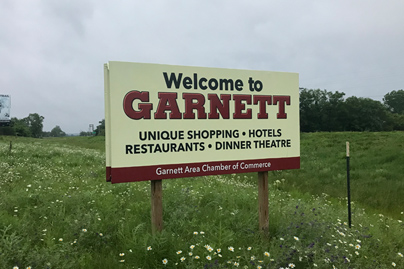 Welcome to
GARNETT
UNIQUE SHOPPING • HOTELS
RESTAURANTS • DINNER THEATRE
Garnett Area Chamber of Commerce